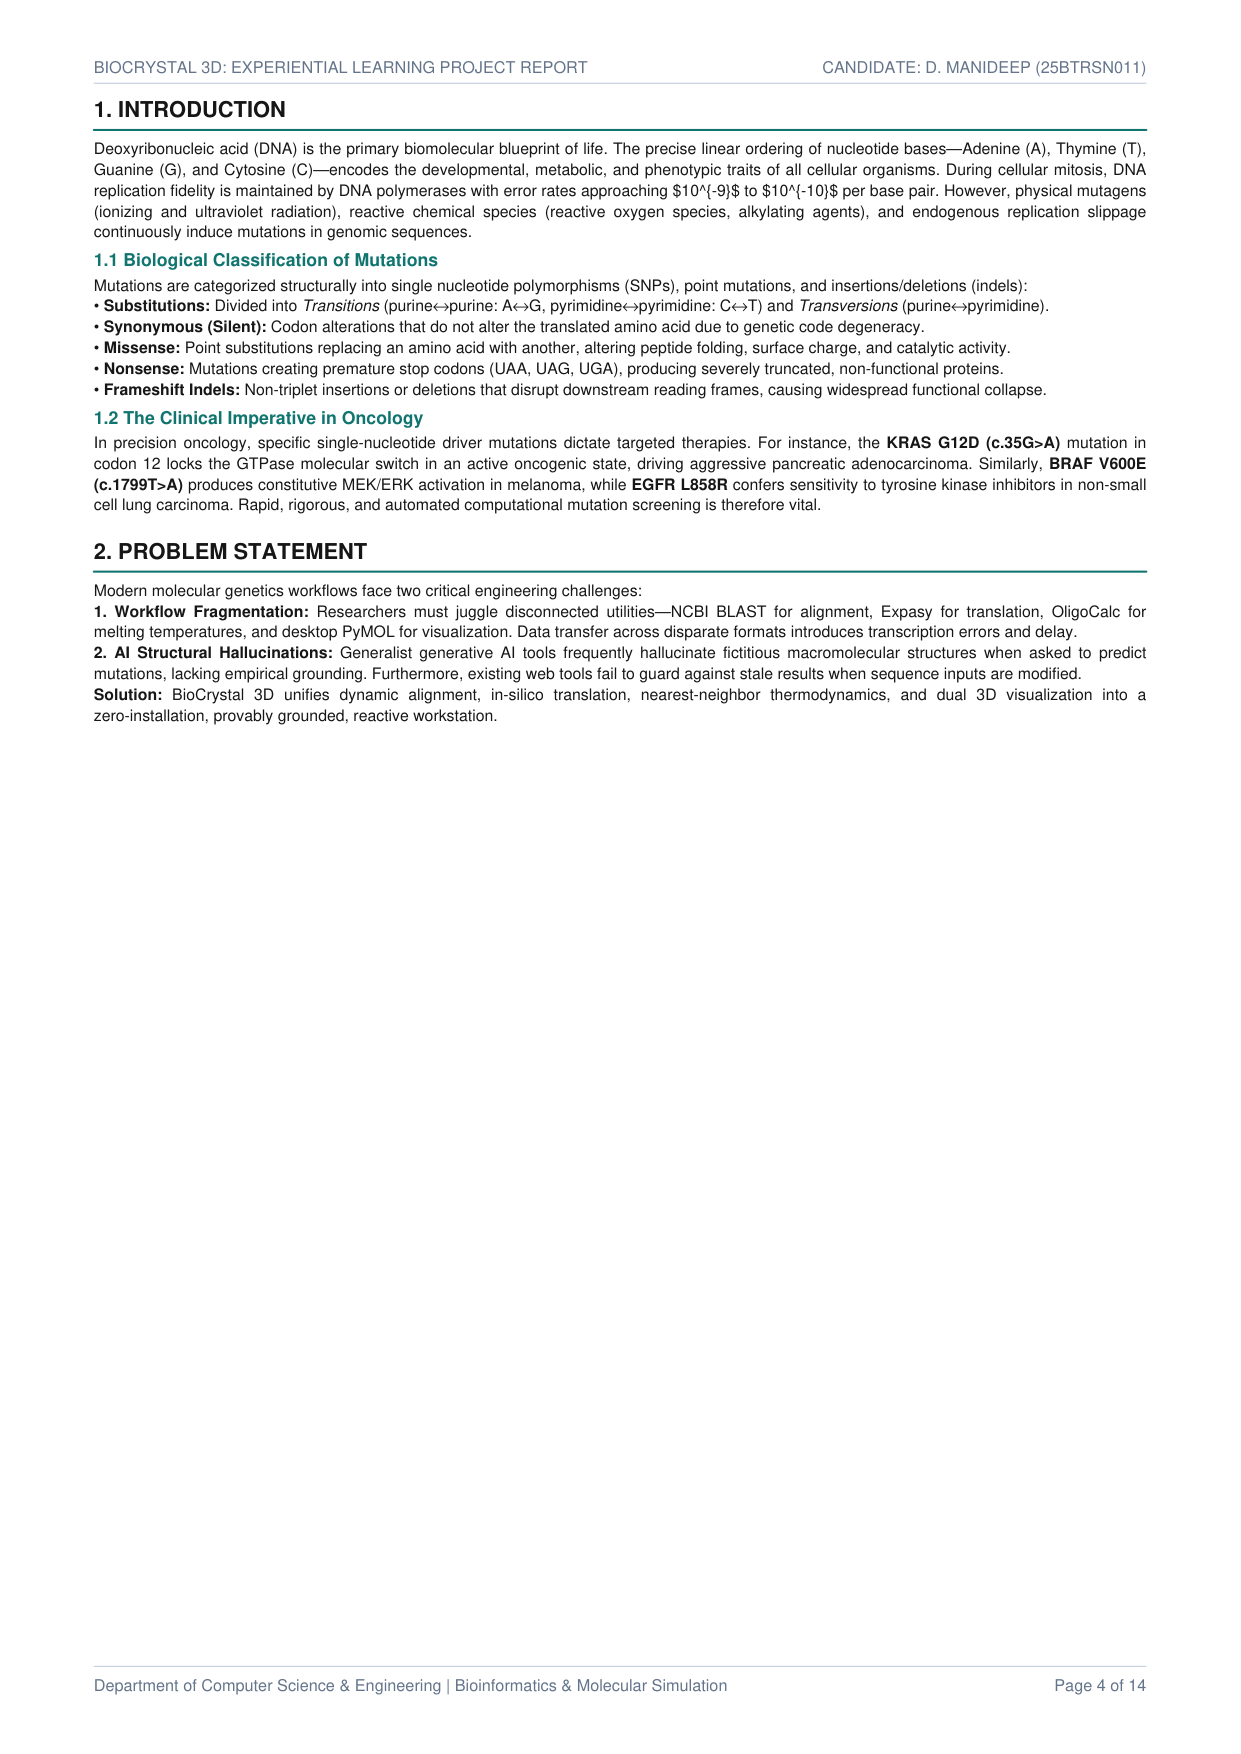 BIOCRYSTAL 3D: EXPERIENTIAL LEARNING PROJECT REPORT
CANDIDATE: D. MANIDEEP (25BTRSN011)
1. INTRODUCTION
Deoxyribonucleic acid (DNA) is the primary biomolecular blueprint of life. The precise linear ordering of nucleotide bases—Adenine (A), Thymine (T),
Guanine (G), and Cytosine (C)—encodes the developmental, metabolic, and phenotypic traits of all cellular organisms. During cellular mitosis, DNA
replication fidelity is maintained by DNA polymerases with error rates approaching $10^{-9}$ to $10^{-10}$ per base pair. However, physical mutagens
(ionizing and ultraviolet radiation), reactive chemical species (reactive oxygen species, alkylating agents), and endogenous replication slippage
continuously induce mutations in genomic sequences.
1.1 Biological Classification of Mutations
Mutations are categorized structurally into single nucleotide polymorphisms (SNPs), point mutations, and insertions/deletions (indels):
• Substitutions: Divided into Transitions (purine↔purine: A↔G, pyrimidine↔pyrimidine: C↔T) and Transversions (purine↔pyrimidine).
• Synonymous (Silent): Codon alterations that do not alter the translated amino acid due to genetic code degeneracy.
• Missense: Point substitutions replacing an amino acid with another, altering peptide folding, surface charge, and catalytic activity.
• Nonsense: Mutations creating premature stop codons (UAA, UAG, UGA), producing severely truncated, non-functional proteins.
• Frameshift Indels: Non-triplet insertions or deletions that disrupt downstream reading frames, causing widespread functional collapse.
1.2 The Clinical Imperative in Oncology
In precision oncology, specific single-nucleotide driver mutations dictate targeted therapies. For instance, the KRAS G12D (c.35G>A) mutation in
codon 12 locks the GTPase molecular switch in an active oncogenic state, driving aggressive pancreatic adenocarcinoma. Similarly, BRAF V600E
(c.1799T>A) produces constitutive MEK/ERK activation in melanoma, while EGFR L858R confers sensitivity to tyrosine kinase inhibitors in non-small
cell lung carcinoma. Rapid, rigorous, and automated computational mutation screening is therefore vital.
2. PROBLEM STATEMENT
Modern molecular genetics workflows face two critical engineering challenges:
1. Workflow Fragmentation: Researchers must juggle disconnected utilities—NCBI BLAST for alignment, Expasy for translation, OligoCalc for
melting temperatures, and desktop PyMOL for visualization. Data transfer across disparate formats introduces transcription errors and delay.
2. AI Structural Hallucinations: Generalist generative AI tools frequently hallucinate fictitious macromolecular structures when asked to predict
mutations, lacking empirical grounding. Furthermore, existing web tools fail to guard against stale results when sequence inputs are modified.
Solution: BioCrystal 3D unifies dynamic alignment, in-silico translation, nearest-neighbor thermodynamics, and dual 3D visualization into a
zero-installation, provably grounded, reactive workstation.
Department of Computer Science & Engineering | Bioinformatics & Molecular Simulation
Page 4 of 14